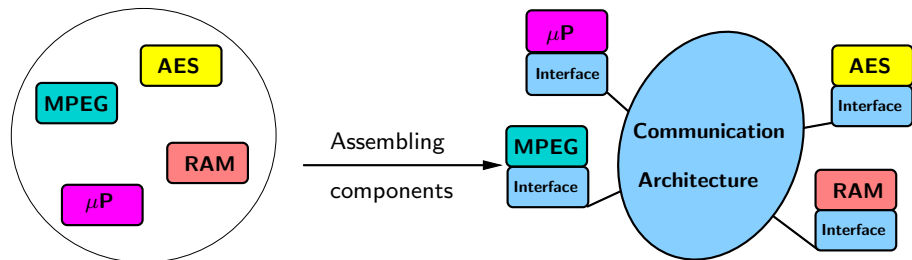 AES
MPEG
RAM
μP
Assembling
components
μP
Interface
MPEG
Interface
Communication
Architecture
AES
Interface
RAM
Interface